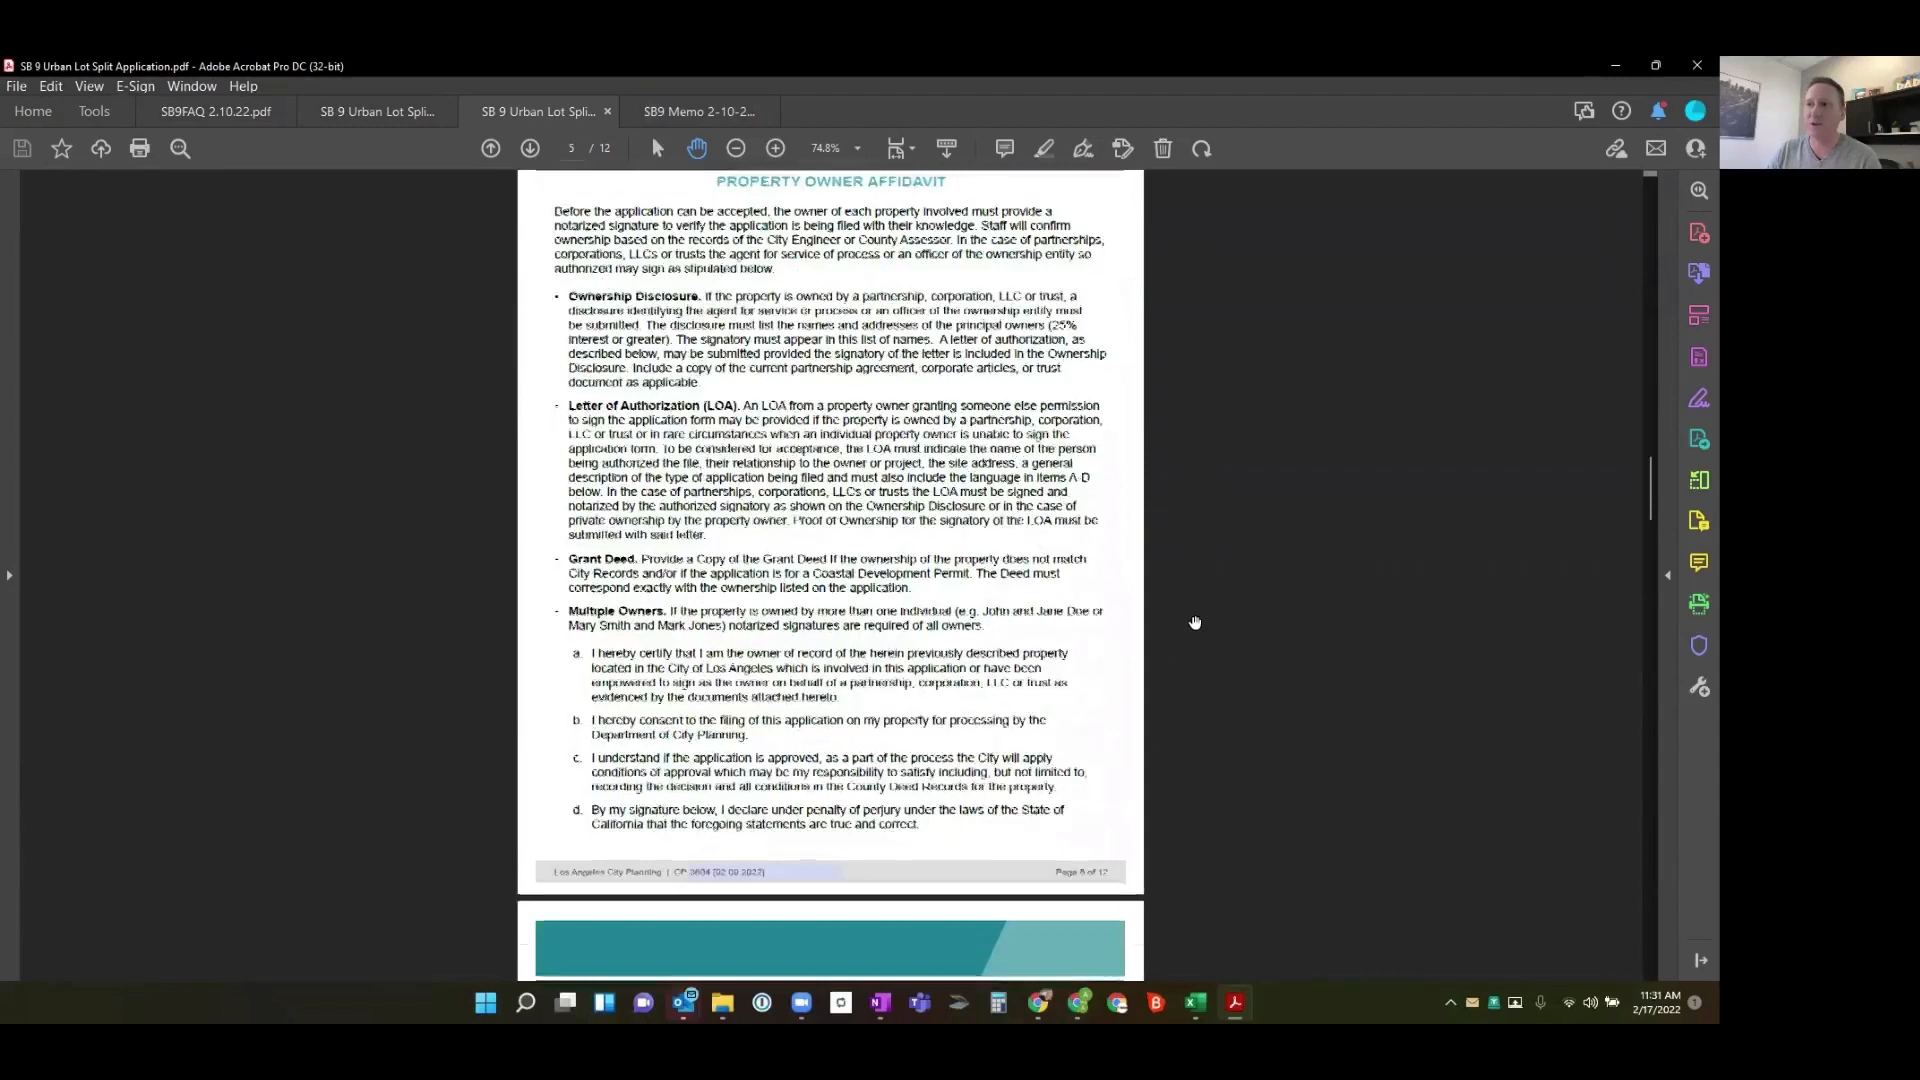 SB 9 Urban Lot Split Application.pdf - Adobe Acrobat Pro DC (32-bit)
File Edit View E-Sign Window Help
Home Tools SB9FAQ 2.10.22.pdf SB 9 Urban Lot Spli... SB 9 Urban Lot Spli... × SB9 Memo 2-10-2...
5 / 12 74.8%
PROPERTY OWNER AFFIDAVIT
Before the application can be accepted, the owner of each property involved must provide a
notarized signature to verify the application is being filed with their knowledge. Staff will confirm
ownership based on the records of the City Engineer or County Assessor. In the case of partnerships,
corporations, LLCs or trusts the agent for service of process or an officer of the ownership entity so
authorized may sign as stipulated below.
- Ownership Disclosure. If the property is owned by a partnership, corporation, LLC or trust, a
disclosure identifying the agent for service or process or an officer of the ownership entity must
be submitted. The disclosure must list the names and addresses of the principal owners (25%
interest or greater). The signatory must appear in this list of names. A letter of authorization, as
described below, may be submitted provided the signatory of the letter is included in the Ownership
Disclosure. Include a copy of the current partnership agreement, corporate articles, or trust
document as applicable.
- Letter of Authorization (LOA). An LOA from a property owner granting someone else permission
to sign the application form may be provided if the property is owned by a partnership, corporation,
LLC or trust or in rare circumstances when an individual property owner is unable to sign the
application form. To be considered for acceptance, the LOA must indicate the name of the person
being authorized the file, their relationship to the owner or project, the site address, a general
description of the type of application being filed and must also include the language in items A-D
below. In the case of partnerships, corporations, LLCs or trusts the LOA must be signed and
notarized by the authorized signatory as shown on the Ownership Disclosure or in the case of
private ownership by the property owner. Proof of Ownership for the signatory of the LOA must be
submitted with said letter.
- Grant Deed. Provide a Copy of the Grant Deed If the ownership of the property does not match
City Records and/or if the application is for a Coastal Development Permit. The Deed must
correspond exactly with the ownership listed on the application.
- Multiple Owners. If the property is owned by more than one individual (e.g. John and Jane Doe or
Mary Smith and Mark Jones) notarized signatures are required of all owners.
a. I hereby certify that I am the owner of record of the herein previously described property
located in the City of Los Angeles which is involved in this application or have been
empowered to sign as the owner on behalf of a partnership, corporation, LLC or trust as
evidenced by the documents attached hereto.
b. I hereby consent to the filing of this application on my property for processing by the
Department of City Planning.
c. I understand if the application is approved, as a part of the process the City will apply
conditions of approval which may be my responsibility to satisfy including, but not limited to,
recording the decision and all conditions in the County Deed Records for the property.
d. By my signature below, I declare under penalty of perjury under the laws of the State of
California that the foregoing statements are true and correct.
Los Angeles City Planning | CP
of 12
11:31 AM
2/17/2022